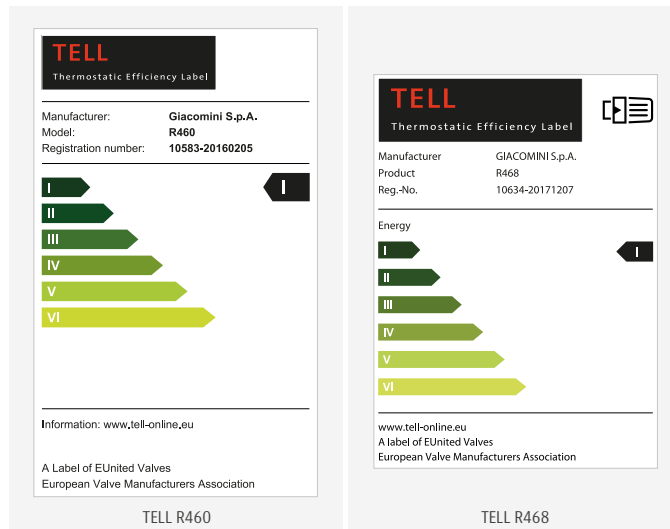 TELL
Thermostatic Efficiency Label
Manufacturer: Giacomini S.p.A.
Model: R460
Registration number: 10583-20160205
I I
II
III
IV
V
VI
Information: www.tell-online.eu
A Label of EUnited Valves
European Valve Manufacturers Association
TELL R460
TELL
Thermostatic Efficiency Label
Manufacturer GIACOMINI S.p.A.
Product R468
Reg.-No. 10634-20171207
Energy
I I
II
III
IV
V
VI
www.tell-online.eu
A label of EUnited Valves
European Valve Manufacturers Association
TELL R468